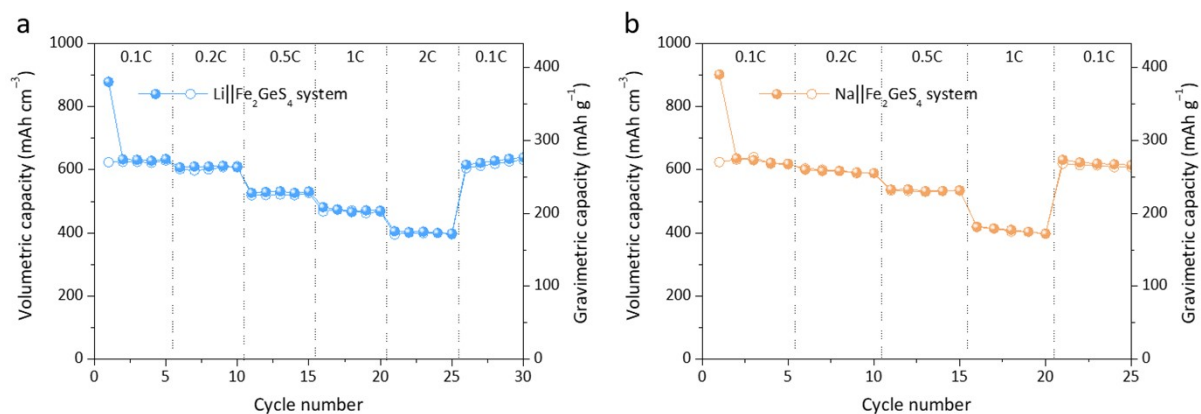 a
0.1C 0.2C 0.5C 1C 2C 0.1C
Li||Fe₂GeS₄ system
Volumetric capacity (mAh cm⁻³)
1000
800
600
400
200
0
Gravimetric capacity (mAh g⁻¹)
400
300
200
100
0
0 5 10 15 20 25 30
Cycle number
b
0.1C 0.2C 0.5C 1C 0.1C
Na||Fe₂GeS₄ system
Volumetric capacity (mAh cm⁻³)
1000
800
600
400
200
0
Gravimetric capacity (mAh g⁻¹)
400
300
200
100
0
0 5 10 15 20 25
Cycle number